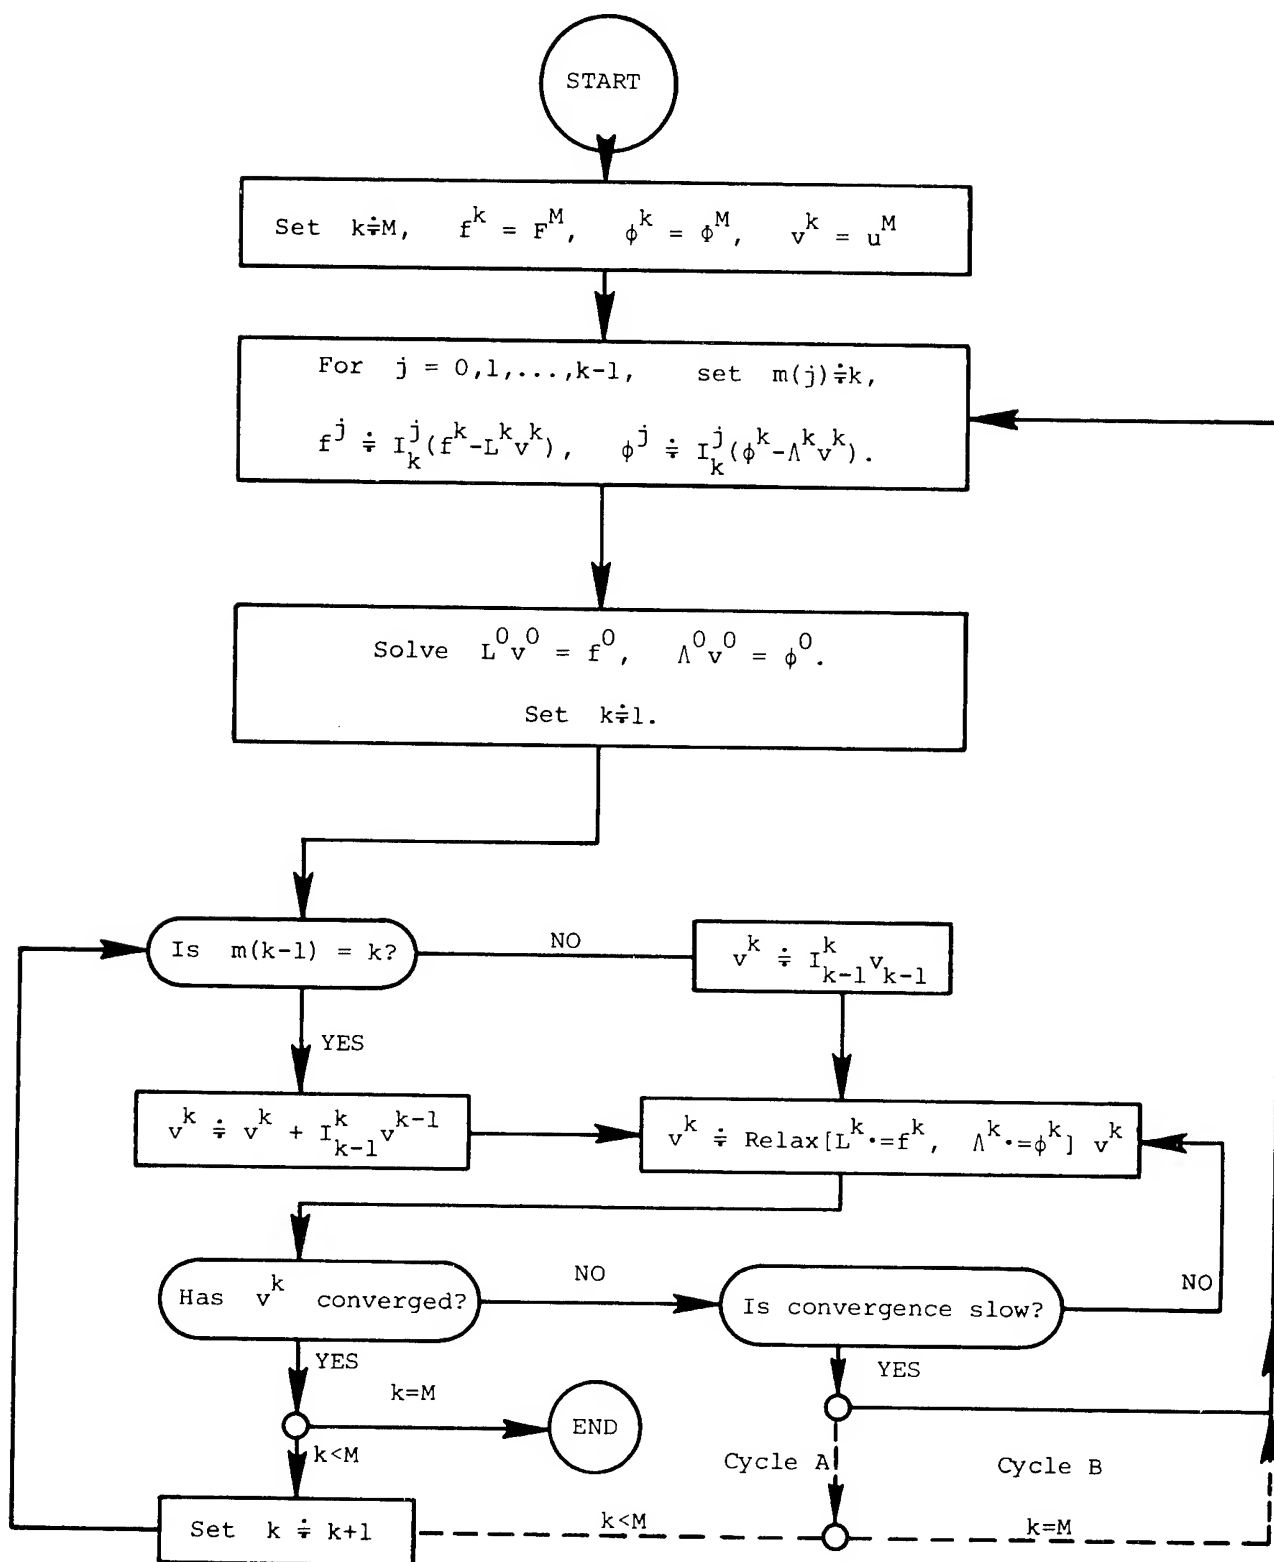 START
Set k≑M, f^k = F^M, ϕ^k = Φ^M, v^k = u^M
For j = 0,1,...,k-1, set m(j)≑k,
f^j ≑ I_k^j(f^k-L^k v^k), ϕ^j ≑ I_k^j(ϕ^k-Λ^k v^k).
Solve L^0 v^0 = f^0, Λ^0 v^0 = ϕ^0.
Set k≑1.
Is m(k-1) = k?
NO
v^k ≑ I_{k-1}^k v_{k-1}
YES
v^k ≑ v^k + I_{k-1}^k v^{k-1}
v^k ≑ Relax[L^k·=f^k, Λ^k·=ϕ^k] v^k
Has v^k converged?
NO
Is convergence slow?
NO
YES
k=M
END
YES
k<M
Cycle A
Cycle B
Set k ≑ k+1
k<M
k=M